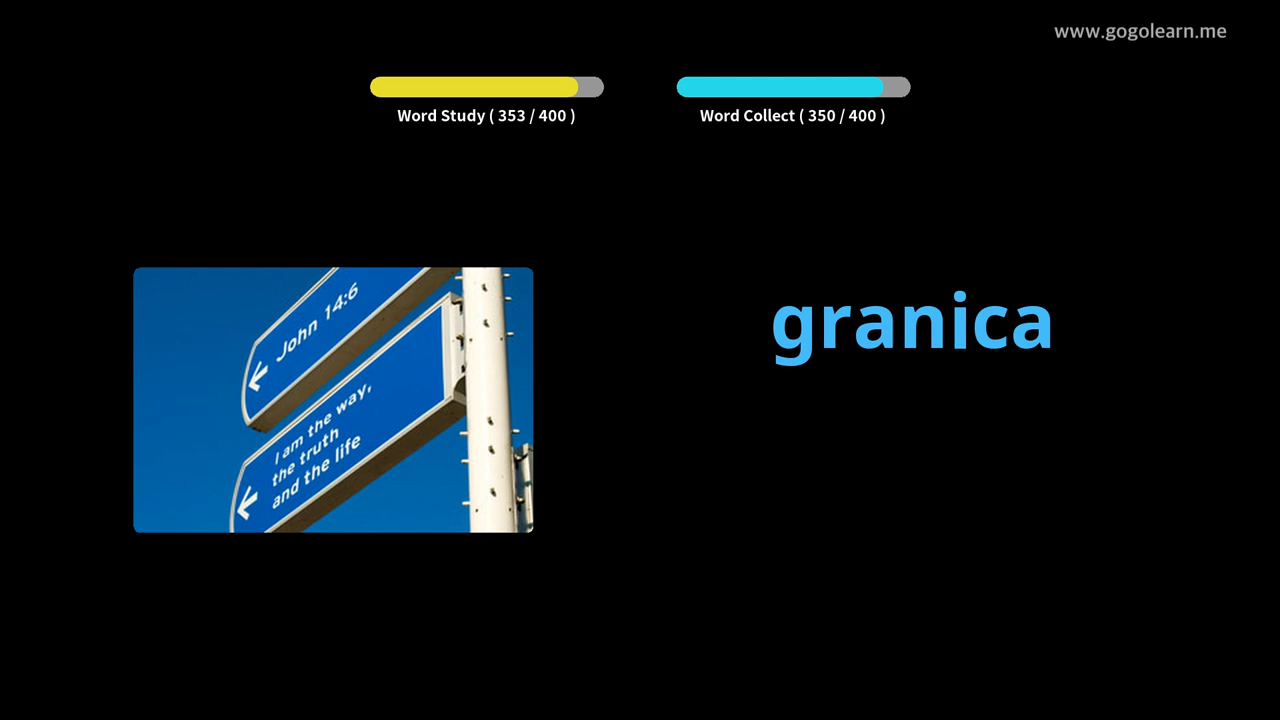 www.gogolearn.me
Word Study ( 353 / 400 )
Word Collect ( 350 / 400 )
granica
John 14:6
I am the way,
the truth
and the life